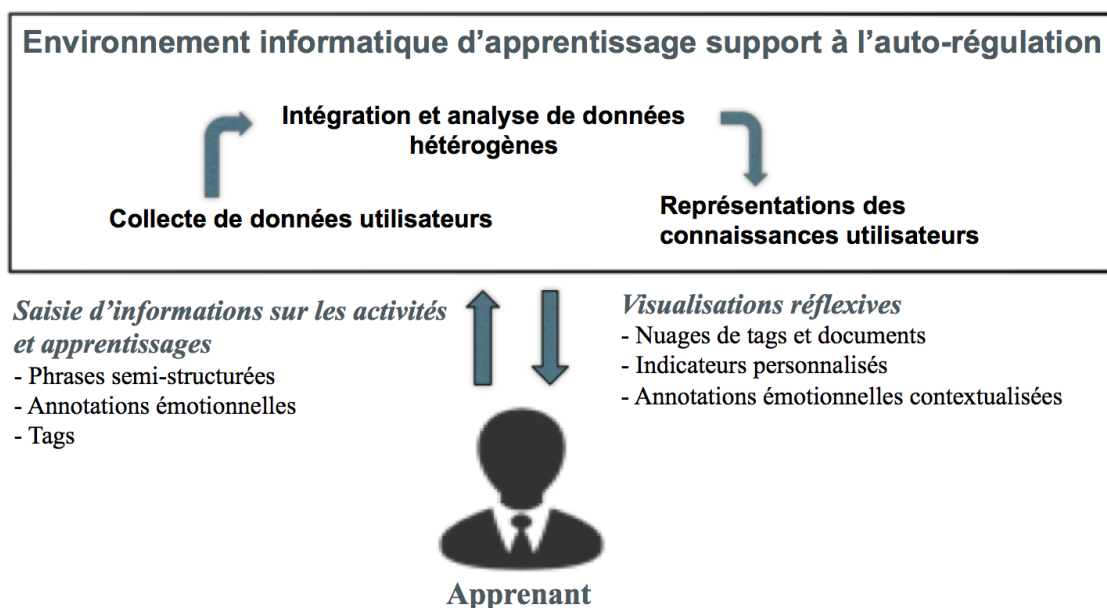 Environnement informatique d’apprentissage support à l’auto-régulation
Intégration et analyse de données
hétérogènes
Collecte de données utilisateurs
Représentations des
connaissances utilisateurs
Saisie d’informations sur les activités
et apprentissages
- Phrases semi-structurées
- Annotations émotionnelles
- Tags
Visualisations réflexives
- Nuages de tags et documents
- Indicateurs personnalisés
- Annotations émotionnelles contextualisées
Apprenant